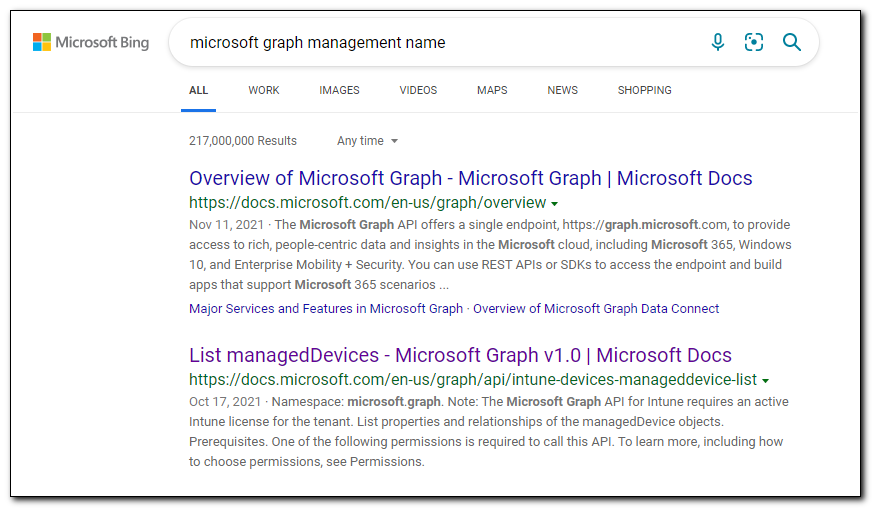 Microsoft Bing
microsoft graph management name
ALL WORK IMAGES VIDEOS MAPS NEWS SHOPPING
217,000,000 Results Any time
Overview of Microsoft Graph - Microsoft Graph | Microsoft Docs
https://docs.microsoft.com/en-us/graph/overview
Nov 11, 2021 · The Microsoft Graph API offers a single endpoint, https://graph.microsoft.com, to provide
access to rich, people-centric data and insights in the Microsoft cloud, including Microsoft 365, Windows
10, and Enterprise Mobility + Security. You can use REST APIs or SDKs to access the endpoint and build
apps that support Microsoft 365 scenarios ...
Major Services and Features in Microsoft Graph · Overview of Microsoft Graph Data Connect
List managedDevices - Microsoft Graph v1.0 | Microsoft Docs
https://docs.microsoft.com/en-us/graph/api/intune-devices-manageddevice-list
Oct 17, 2021 · Namespace: microsoft.graph. Note: The Microsoft Graph API for Intune requires an active
Intune license for the tenant. List properties and relationships of the managedDevice objects.
Prerequisites. One of the following permissions is required to call this API. To learn more, including how
to choose permissions, see Permissions.